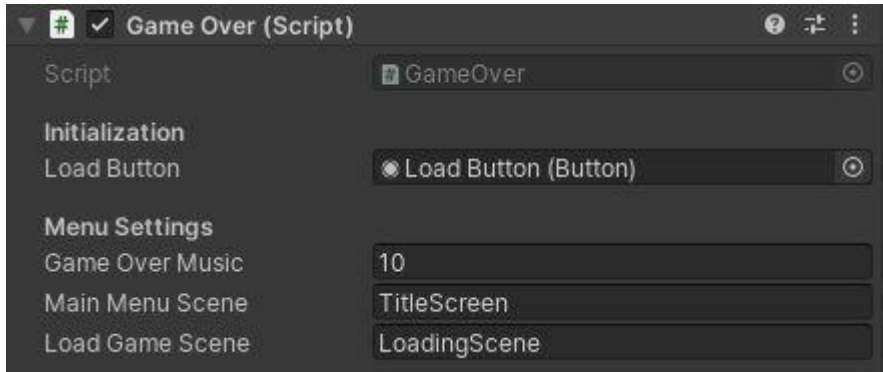 # Game Over (Script)
Script # GameOver
Initialization
Load Button Load Button (Button)
Menu Settings
Game Over Music 10
Main Menu Scene TitleScreen
Load Game Scene LoadingScene